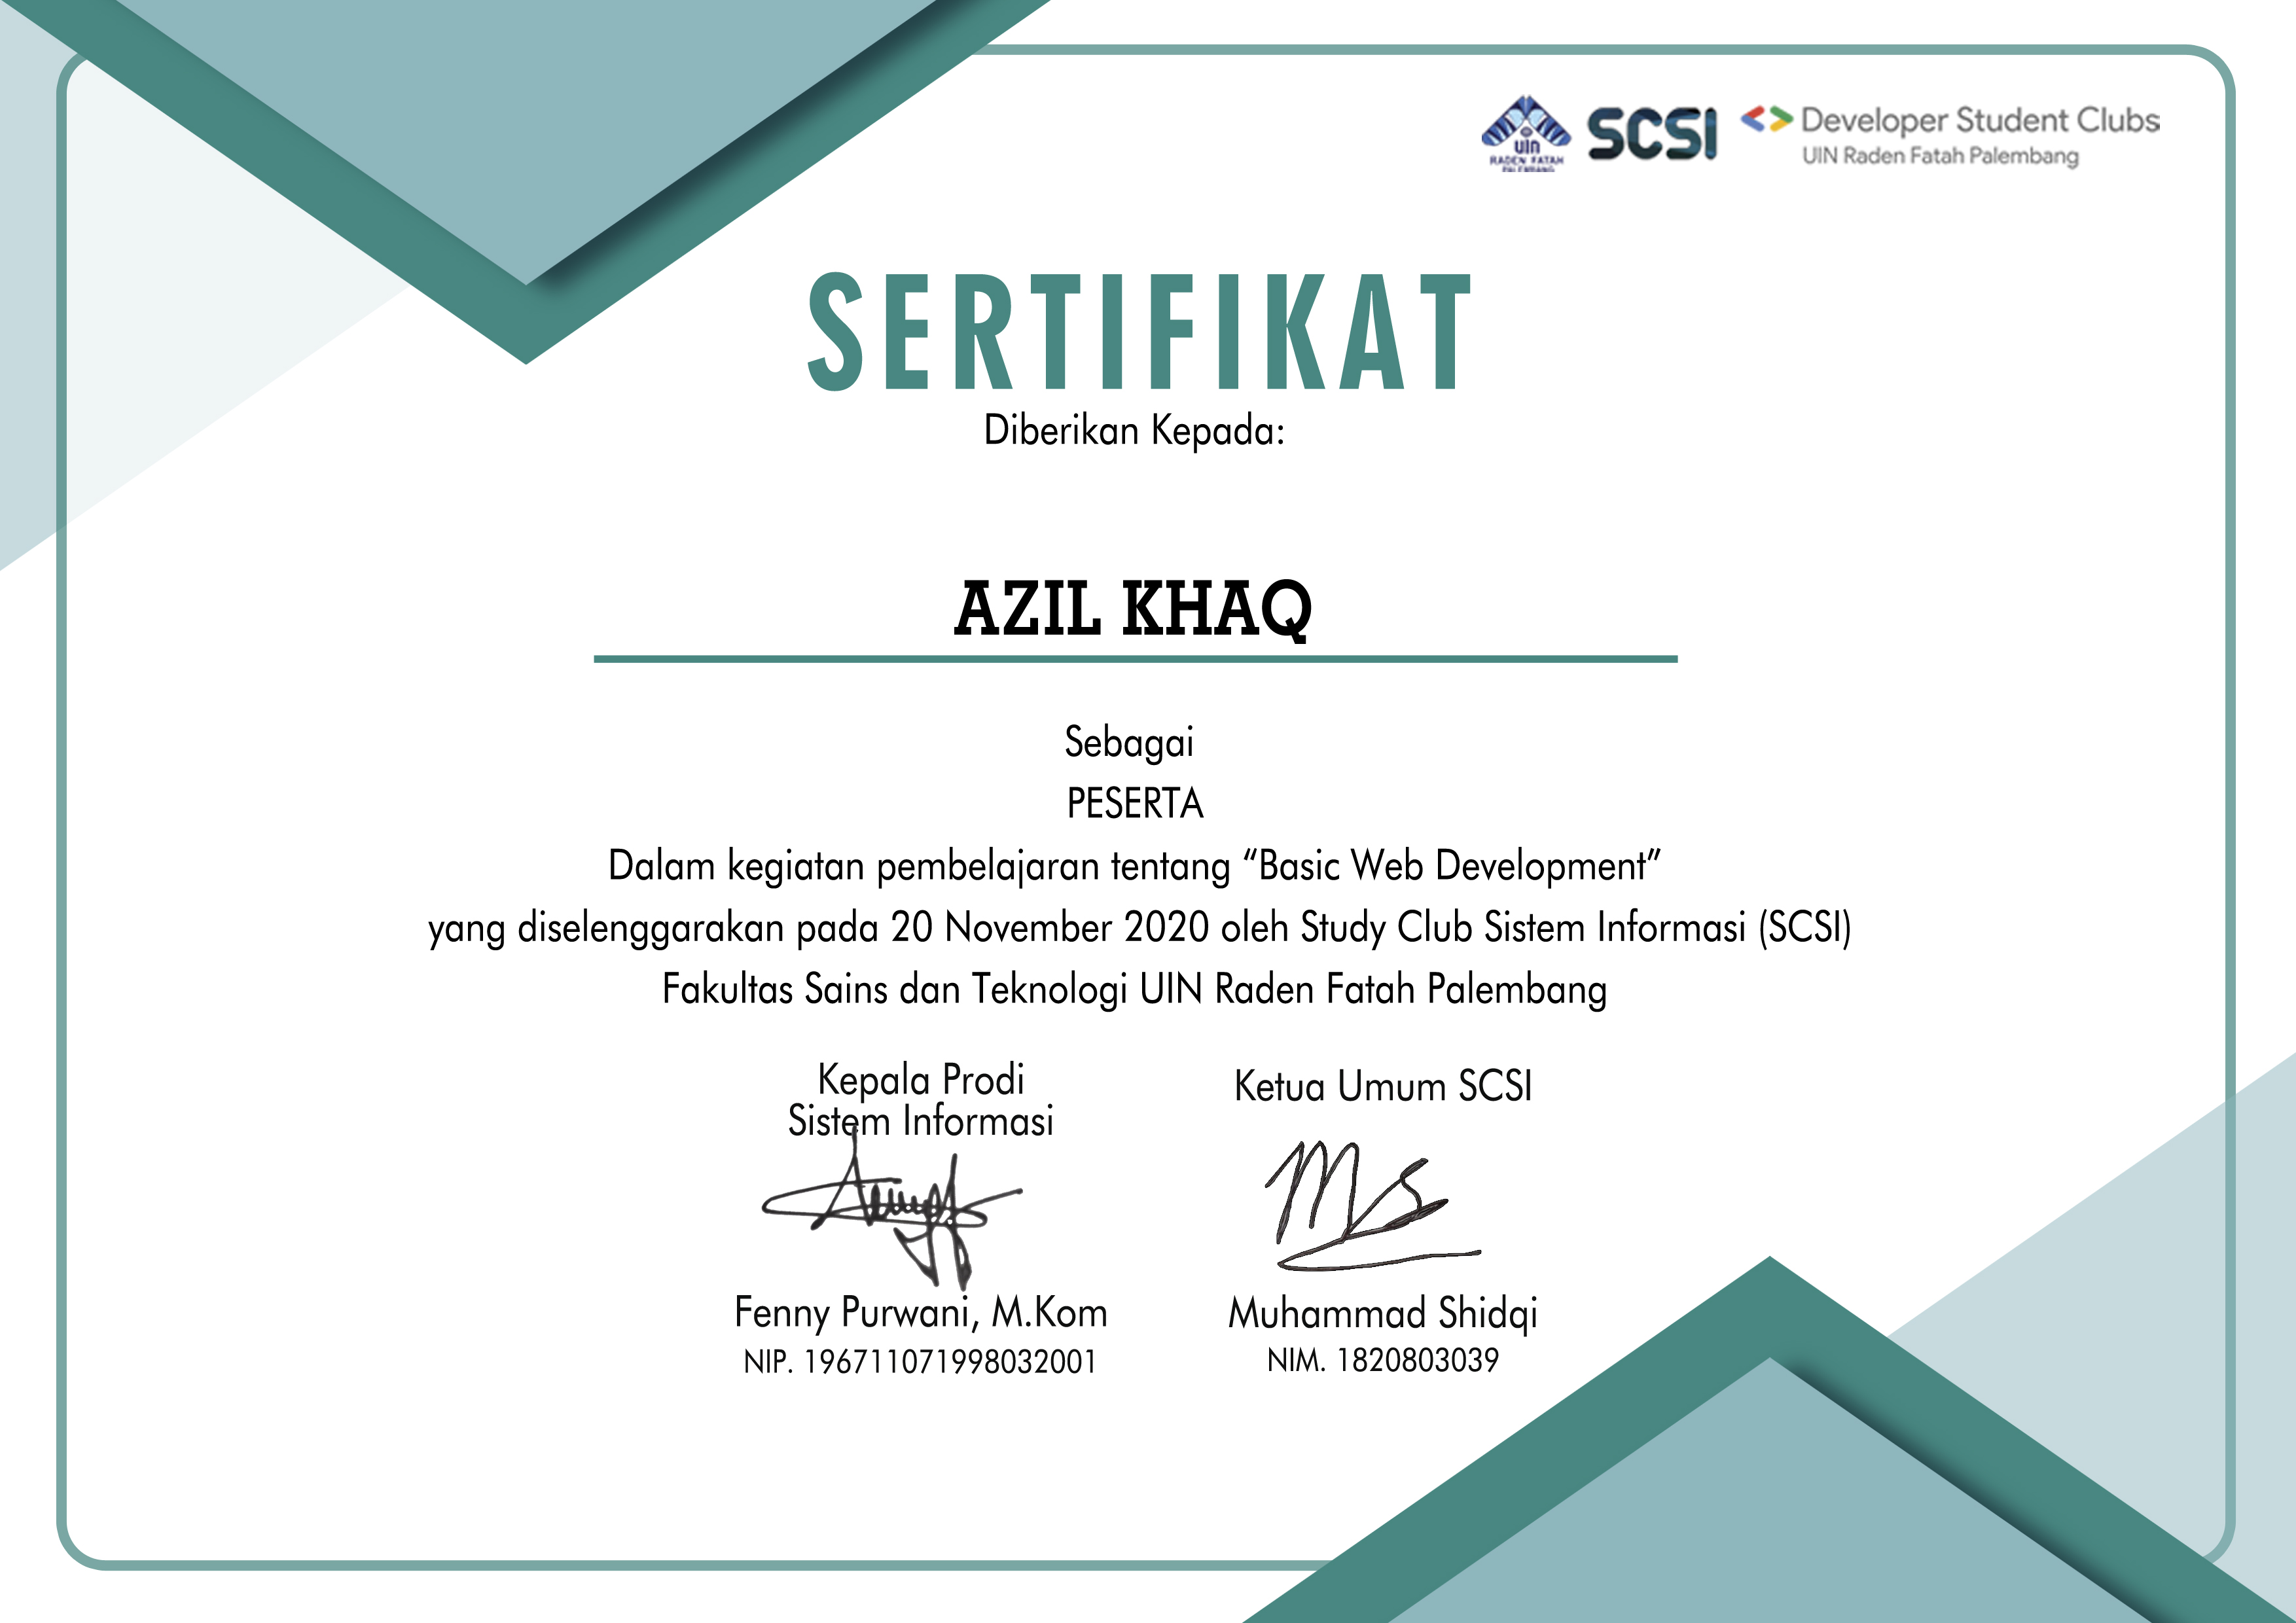 uin
RADEN FATAH
PALEMBANG
SCSI
Developer Student Clubs
UIN Raden Fatah Palembang
SERTIFIKAT
Diberikan Kepada:
AZIL KHAQ
Sebagai
PESERTA
Dalam kegiatan pembelajaran tentang “Basic Web Development”
yang diselenggarakan pada 20 November 2020 oleh Study Club Sistem Informasi (SCSI)
Fakultas Sains dan Teknologi UIN Raden Fatah Palembang
Kepala Prodi
Sistem Informasi
Fenny Purwani, M.Kom
NIP. 196711071998032001
Ketua Umum SCSI
Muhammad Shidqi
NIM. 1820803039